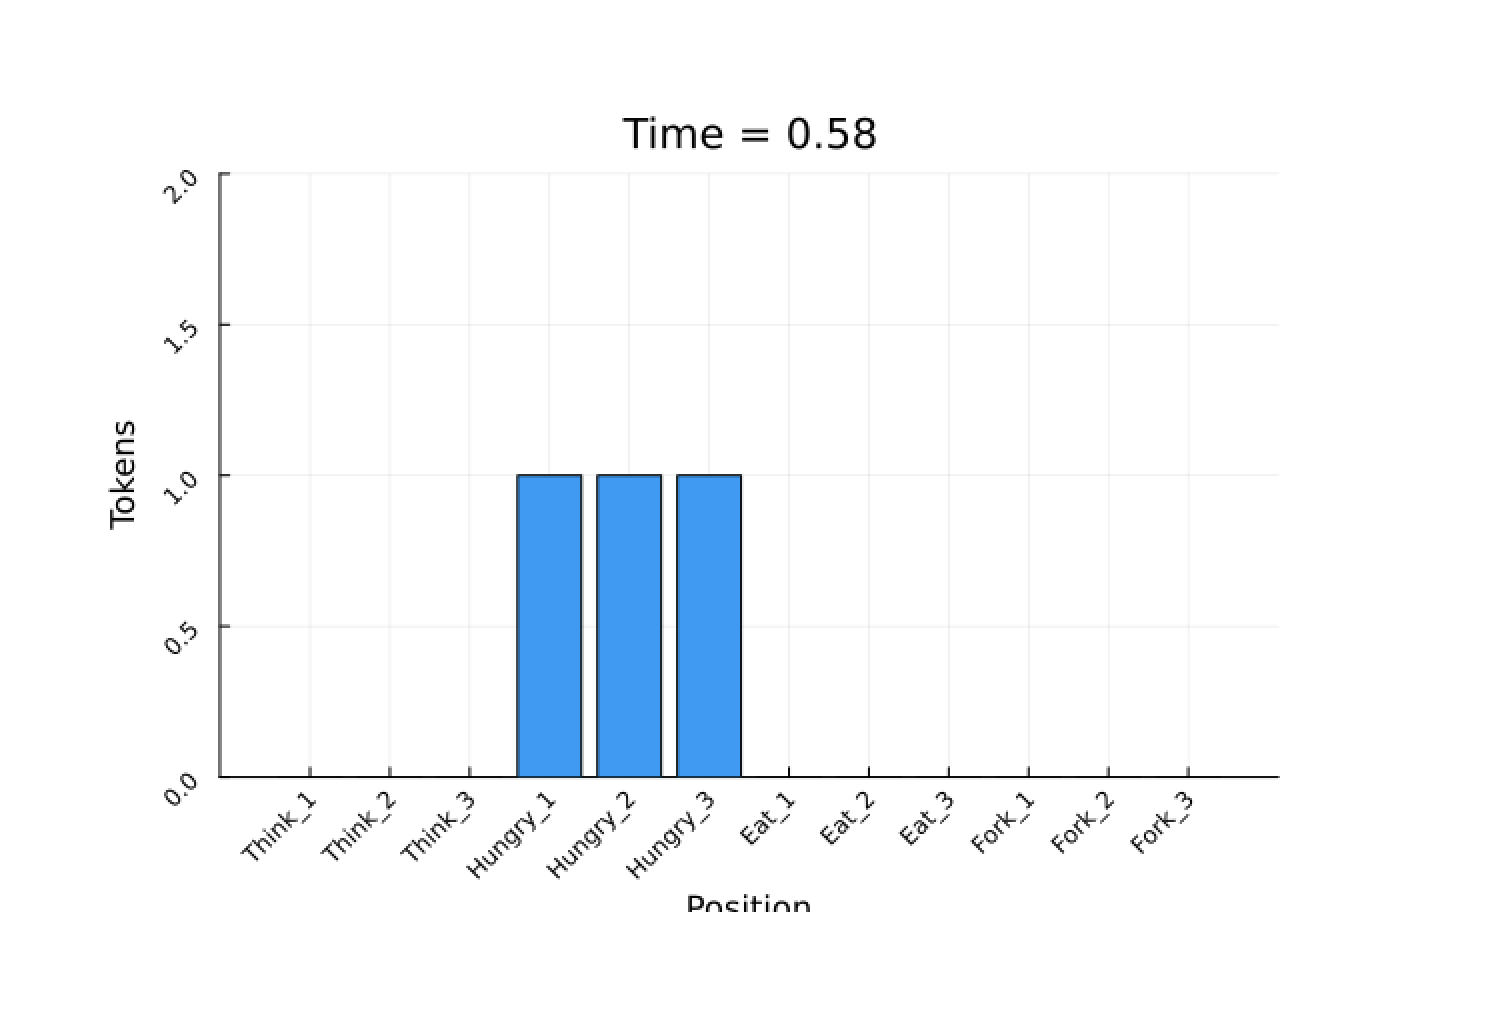 Time = 0.58
2.0
1.5
1.0
0.5
0.0
Tokens
Think_1
Think_2
Think_3
Hungry_1
Hungry_2
Hungry_3
Eat_1
Eat_2
Eat_3
Fork_1
Fork_2
Fork_3
Position